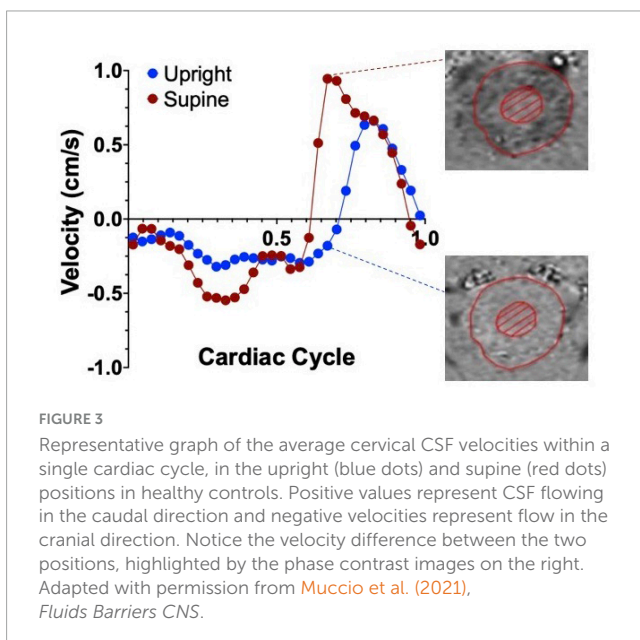 1.0
Upright
Supine
0.5
0.0
0.5
1.0
-0.5
-1.0
Velocity (cm/s)
Cardiac Cycle
FIGURE 3
Representative graph of the average cervical CSF velocities within a
single cardiac cycle, in the upright (blue dots) and supine (red dots)
positions in healthy controls. Positive values represent CSF flowing
in the caudal direction and negative velocities represent flow in the
cranial direction. Notice the velocity difference between the two
positions, highlighted by the phase contrast images on the right.
Adapted with permission from Muccio et al. (2021),
Fluids Barriers CNS.